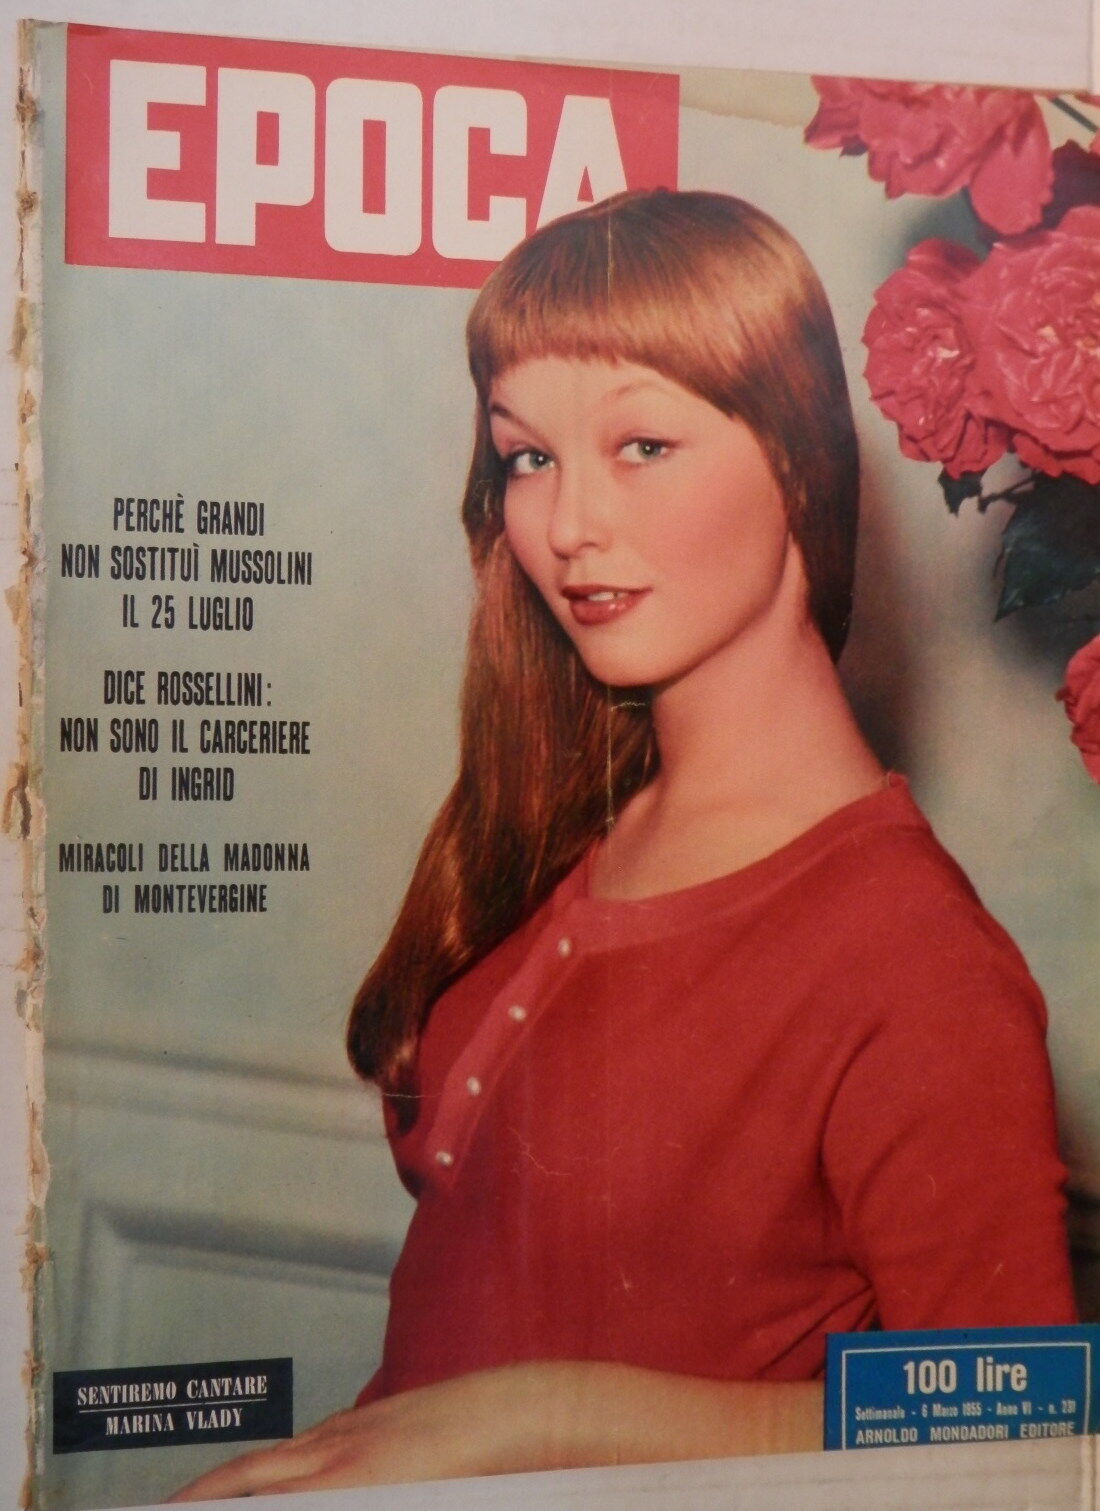 EPOCA
PERCHÈ GRANDI
NON SOSTITUÌ MUSSOLINI
IL 25 LUGLIO
DICE ROSSELLINI:
NON SONO IL CARCERIERE
DI INGRID
MIRACOLI DELLA MADONNA
DI MONTEVERGINE
SENTIREMO CANTARE
MARINA VLADY
100 lire
Settimanale - 6 Marzo 1955 - Anno VI - n. 231
ARNOLDO MONDADORI EDITORE